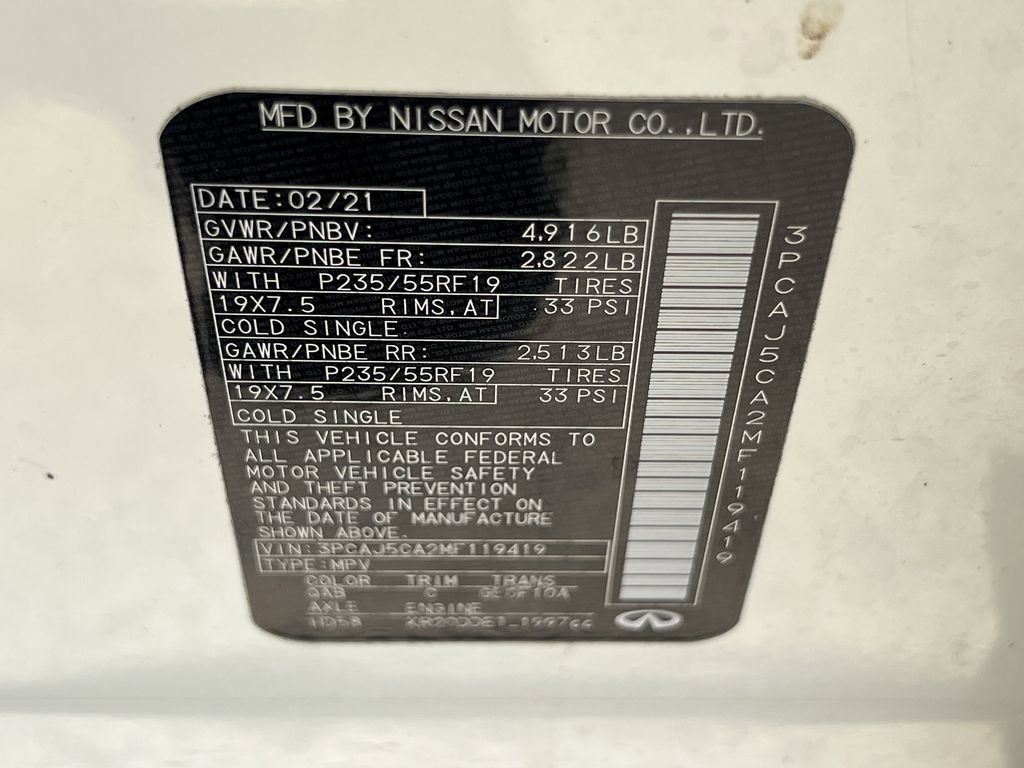 MFD BY NISSAN MOTOR CO.,LTD.
DATE:02/21
GVWR/PNBV: 4,916LB
GAWR/PNBE FR: 2,822LB
WITH P235/55RF19 TIRES
19X7.5 RIMS,AT 33 PSI
COLD SINGLE
GAWR/PNBE RR: 2,513LB
WITH P235/55RF19 TIRES
19X7.5 RIMS,AT 33 PSI
COLD SINGLE
THIS VEHICLE CONFORMS TO
ALL APPLICABLE FEDERAL
MOTOR VEHICLE SAFETY
AND THEFT PREVENTION
STANDARDS IN EFFECT ON
THE DATE OF MANUFACTURE
SHOWN ABOVE.
VIN: 3PCAJ5CA2MF119419
TYPE:MPV
COLOR TRIM TRANS
QAB C
AXLE ENGINE
3PCAJ5CA2MF119419